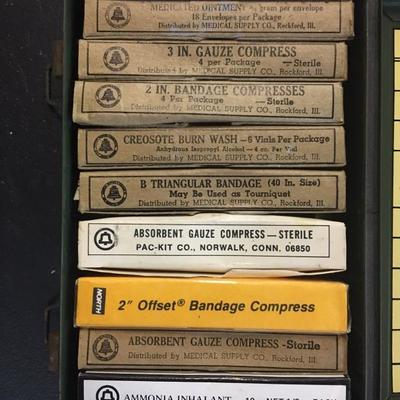 MEDICATED OINTMENT gram per envelope
18 Envelopes per Package
Distributed by MEDICAL SUPPLY CO., Rockford, Ill.
3 IN. GAUZE COMPRESS
4 per Package —Sterile
Distributed by MEDICAL SUPPLY CO., Rockford, Ill.
2 IN. BANDAGE COMPRESSES
4 Per Package —Sterile
Distributed by MEDICAL SUPPLY CO., Rockford, Ill.
CREOSOTE BURN WASH—6 Vials Per Package
Anhydrous Isopropyl Alcohol—4 cc. Per Vial
Distributed by MEDICAL SUPPLY CO., Rockford, Ill.
B TRIANGULAR BANDAGE (40 In. Size)
May Be Used as Tourniquet
Distributed by MEDICAL SUPPLY CO., Rockford, Ill.
ABSORBENT GAUZE COMPRESS—STERILE
PAC-KIT CO., NORWALK, CONN. 06850
NORTH
2" Offset® Bandage Compress
ABSORBENT GAUZE COMPRESS -Sterile
Distributed by MEDICAL SUPPLY CO., Rockford, Ill.
AMMONIA INHALANT